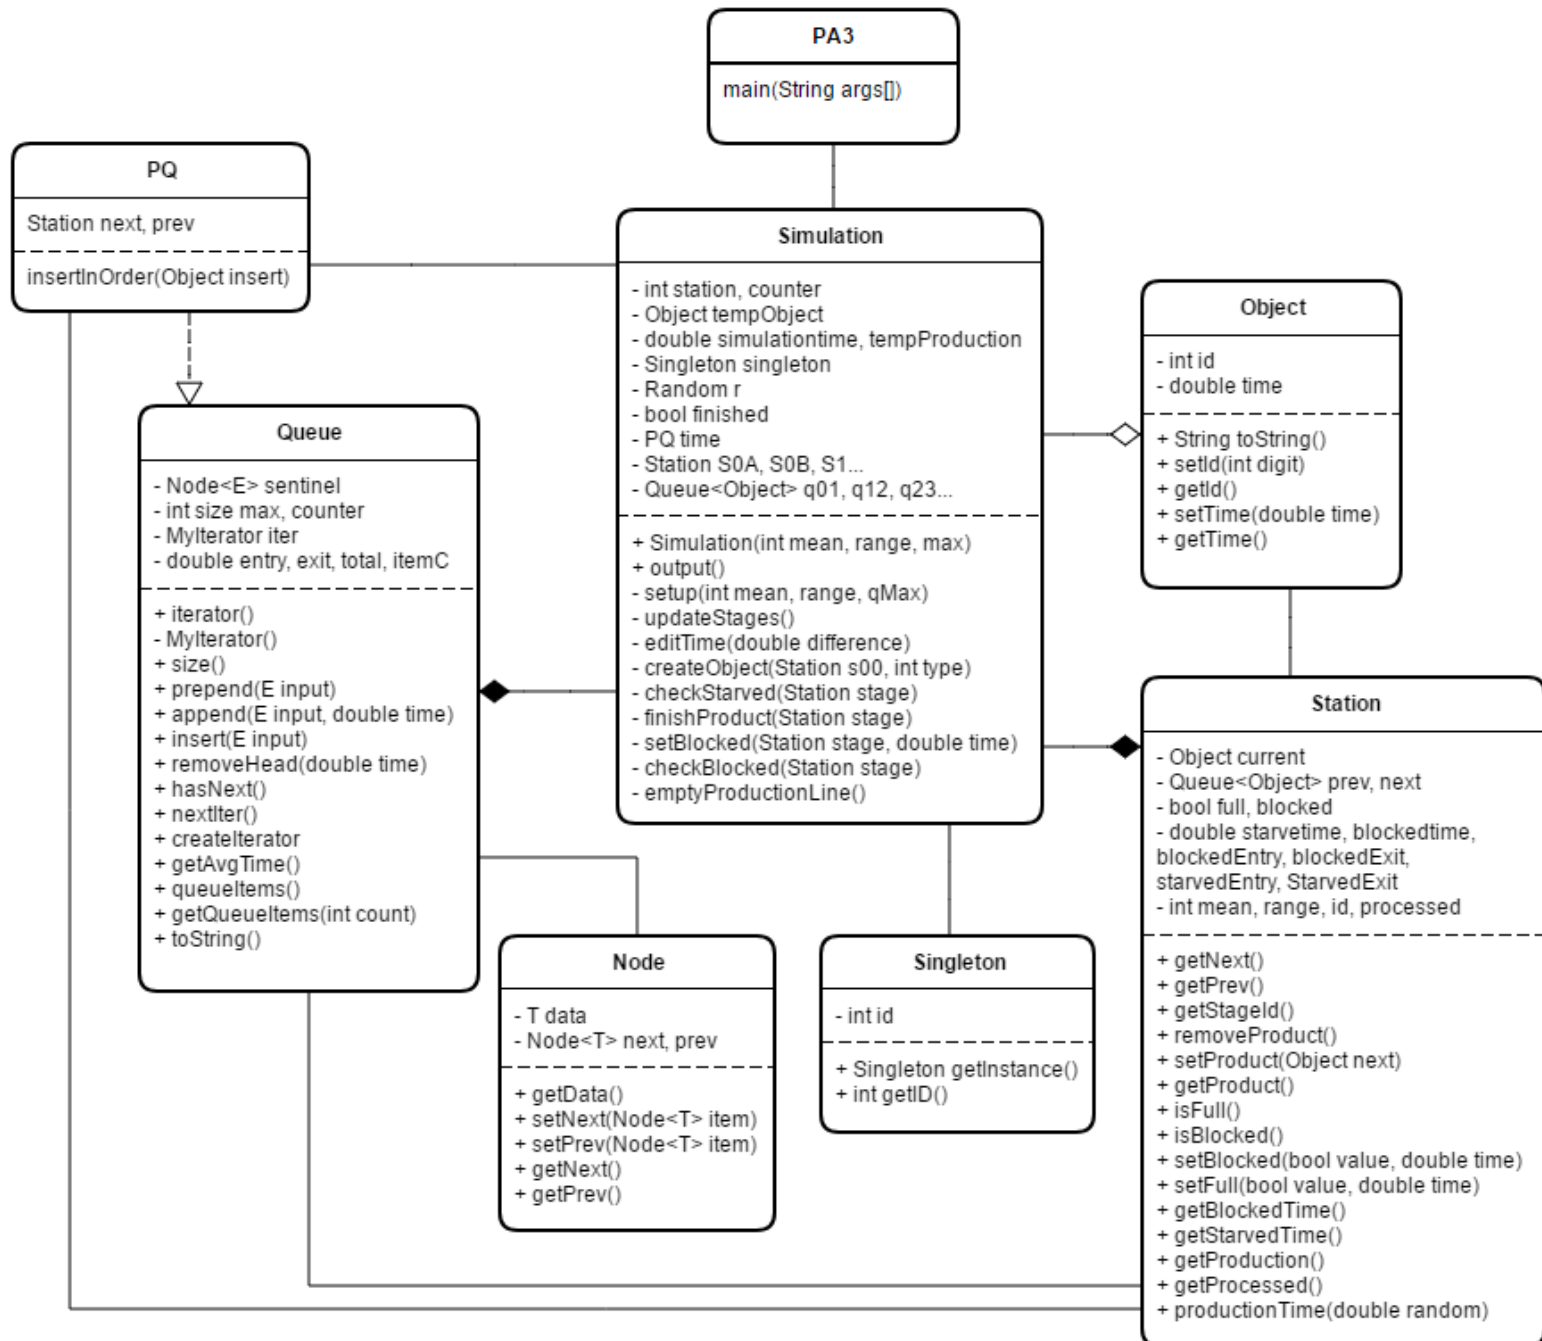 PA3
main(String args[])
PQ
Station next, prev
insertInOrder(Object insert)
Simulation
- int station, counter
- Object tempObject
- double simulationtime, tempProduction
- Singleton singleton
- Random r
- bool finished
- PQ time
- Station S0A, S0B, S1...
- Queue<Object> q01, q12, q23...
+ Simulation(int mean, range, max)
+ output()
- setup(int mean, range, qMax)
- updateStages()
- editTime(double difference)
- createObject(Station s00, int type)
- checkStarved(Station stage)
- finishProduct(Station stage)
- setBlocked(Station stage, double time)
- checkBlocked(Station stage)
- emptyProductionLine()
Object
- int id
- double time
+ String toString()
+ setId(int digit)
+ getId()
+ setTime(double time)
+ getTime()
Queue
- Node<E> sentinel
- int size max, counter
- MyIterator iter
- double entry, exit, total, itemC
+ iterator()
- MyIterator()
+ size()
+ prepend(E input)
+ append(E input, double time)
+ insert(E input)
+ removeHead(double time)
+ hasNext()
+ nextIter()
+ createIterator
+ getAvgTime()
+ queueItems()
+ getQueueItems(int count)
+ toString()
Node
- T data
- Node<T> next, prev
+ getData()
+ setNext(Node<T> item)
+ setPrev(Node<T> item)
+ getNext()
+ getPrev()
Singleton
- int id
+ Singleton getInstance()
+ int getID()
Station
- Object current
- Queue<Object> prev, next
- bool full, blocked
- double starvetime, blockedtime,
blockedEntry, blockedExit,
starvedEntry, StarvedExit
- int mean, range, id, processed
+ getNext()
+ getPrev()
+ getStageId()
+ removeProduct()
+ setProduct(Object next)
+ getProduct()
+ isFull()
+ isBlocked()
+ setBlocked(bool value, double time)
+ setFull(bool value, double time)
+ getBlockedTime()
+ getStarvedTime()
+ getProduction()
+ getProcessed()
+ productionTime(double random)